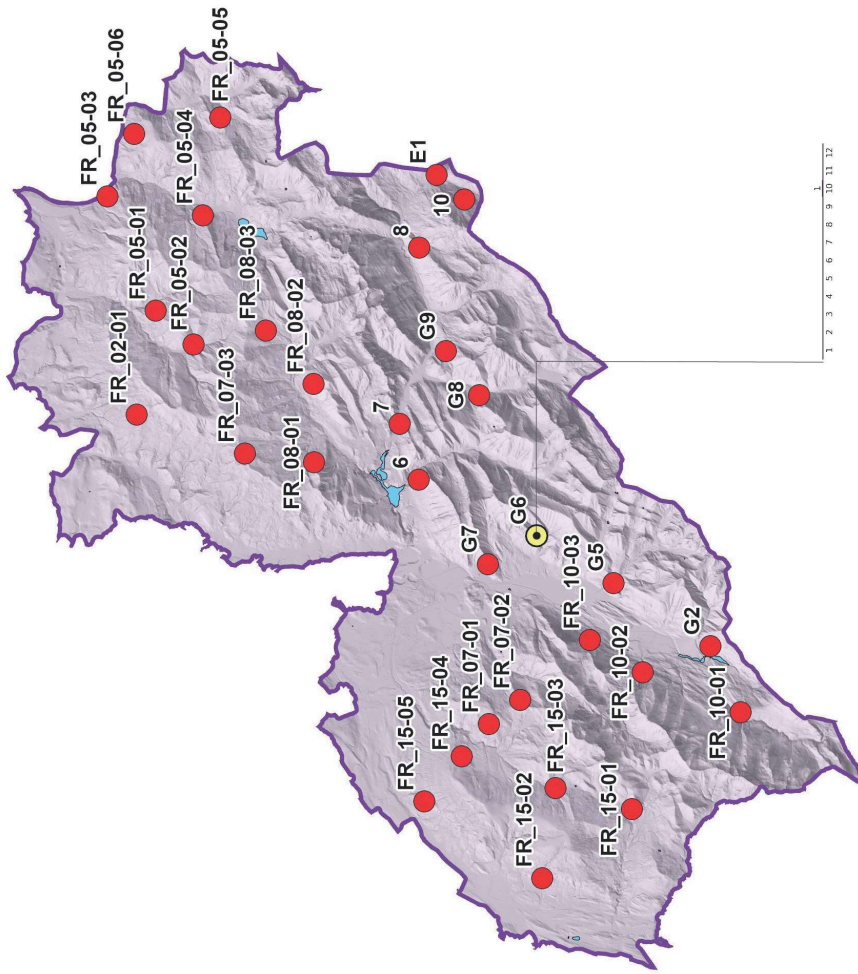 FR_05-03
FR_05-06
FR_05-05
FR_05-04
FR_05-01
FR_05-02
FR_02-01
FR_07-03
FR_08-03
FR_08-02
FR_08-01
E1
10
8
G9
G8
7
6
G6
G7
G5
G2
FR_10-03
FR_10-02
FR_10-01
FR_07-01
FR_07-02
FR_15-05
FR_15-04
FR_15-03
FR_15-02
FR_15-01
1
1 2 3 4 5 6 7 8 9 10 11 12